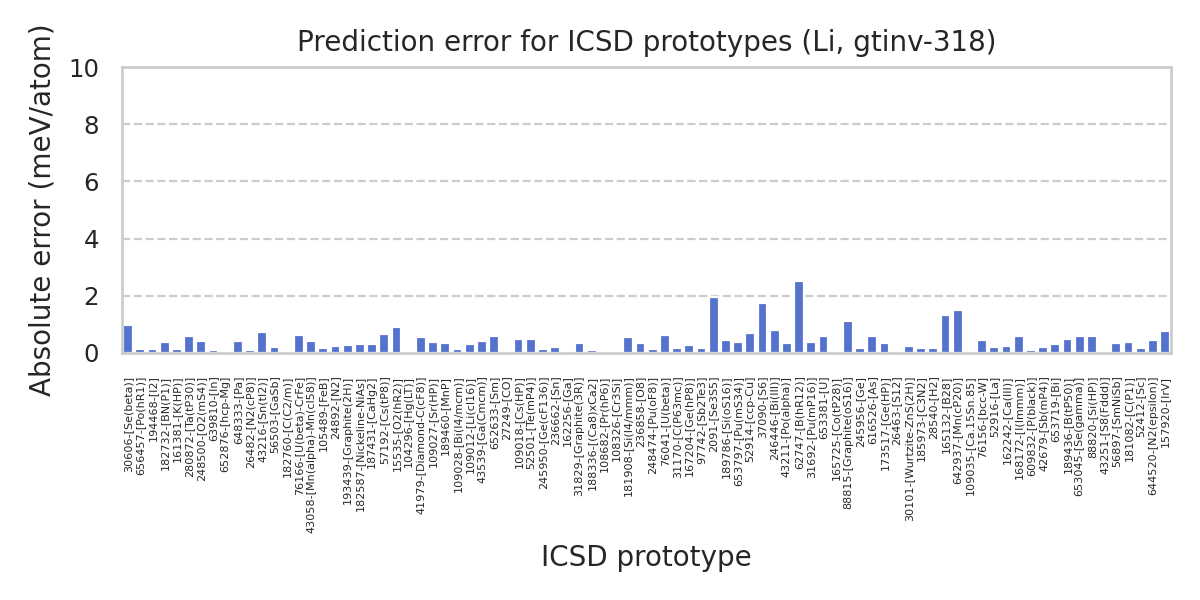 Prediction error for ICSD prototypes (Li, gtinv-318)
Absolute error (meV/atom)
10
8
6
4
2
0
306066-[Se(beta)]
656457-[Po(hR1)]
194468-[I2]
182732-[BN(P1)]
16381-[K(HP)]
280872-[Ta(tP30)]
248500-[O2(mS4)]
639810-[In]
652876-[hcp-Mg]
64833-[Pa]
26482-[N2(cP8)]
43216-[Sn(tI2)]
56503-[GaSb]
182760-[C(C2/m)]
76166-[U(beta)-CrFe]
43058-[Mn(alpha)-Mn(cI58)]
105489-[FeB]
24892-[N2]
193439-[Graphite(2H)]
182587-[Nickeline-NiAs]
187431-[CaHg2]
57192-[Cs(tP8)]
15535-[O2(hR2)]
104296-[Hg(LT)]
41979-[Diamond-C(cF8)]
109027-[Sr(HP)]
189460-[MnP]
109028-[Bi(I4/mcm)]
109012-[Li(cI16)]
43539-[Ga(Cmcm)]
652633-[Sm]
27249-[CO]
109018-[Cs(HP)]
52501-[Te(mP4)]
245950-[Ge(cF136)]
236662-[Sn]
162256-[Ga]
31829-[Graphite(3R)]
188336-[(Ca8)xCa2]
108682-[Pr(hP6)]
108326-[Cr3Si]
181908-[Si(I4/mmm)]
236858-[O8]
248474-[Pu(oF8)]
76041-[U(beta)]
31170-[C(P63mc)]
167204-[Ge(hP8)]
97742-[Sb2Te3]
2091-[Se3S5]
189786-[Si(oS16)]
653797-[Pu(mS34)]
52914-[ccp-Cu]
37090-[S6]
246446-[Bi(III)]
43211-[Po(alpha)]
62747-[B(hR12)]
31692-[Pu(mP16)]
653381-[U]
165725-[Co(tP28)]
88815-[Graphite(oS16)]
245956-[Ge]
616526-[As]
173517-[Ge(HP)]
26463-[S12]
30101-[Wurtzite-ZnS(2H)]
185973-[C3N2]
28540-[H2]
165132-[B28]
642937-[Mn(cP20)]
109035-[Ca.15Sn.85]
76156-[bcc-W]
52916-[La]
162242-[Ca(III)]
168172-[I(Immm)]
609832-[P(black)]
42679-[Sb(mP4)]
653719-[Bi]
189436-[B(tP50)]
653045-[Se(gamma)]
88820-[Si(HP)]
43251-[S8(Fddd)]
56897-[SmNiSb]
181082-[C(P1)]
52412-[Sc]
644520-[N2(epsilon)]
157920-[IrV]
ICSD prototype